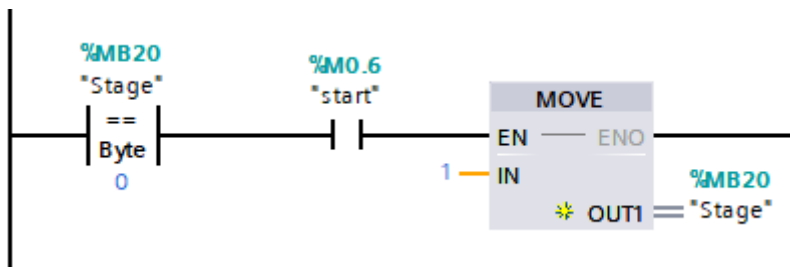 %MB20
"Stage"
==
Byte
0
%M0.6
"start"
MOVE
EN ENO
1 IN
OUT1
%MB20
"Stage"